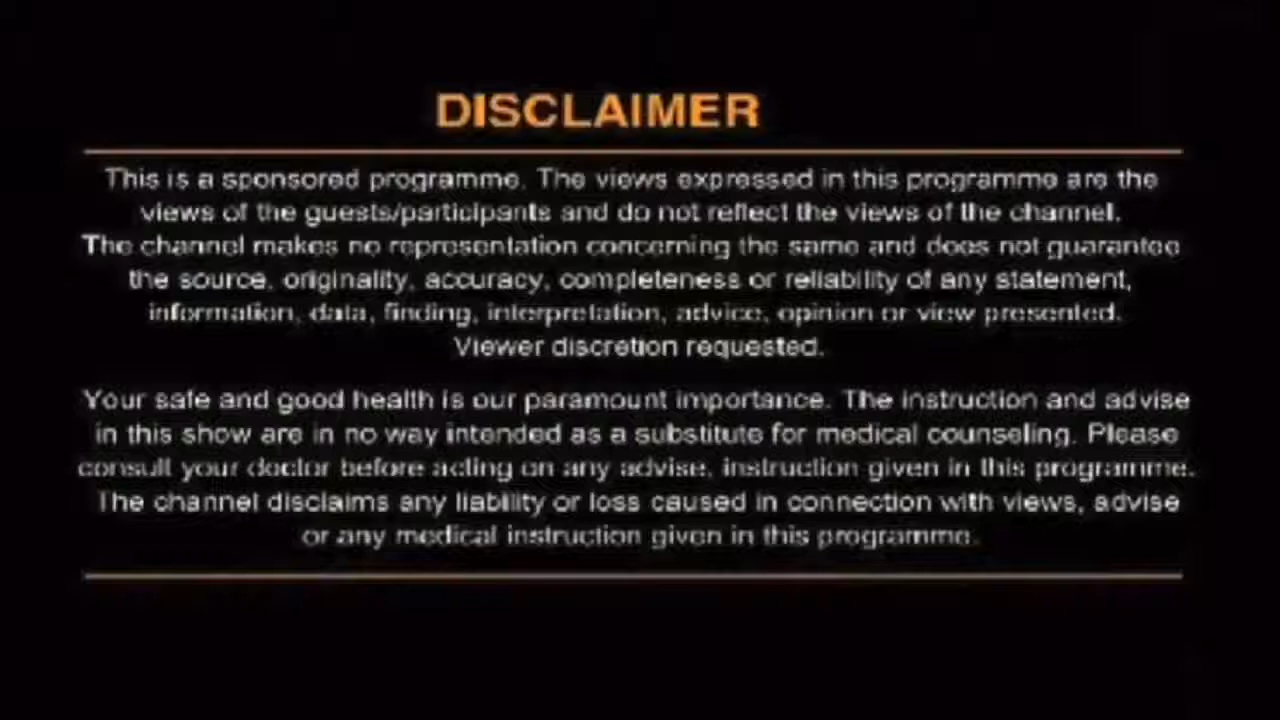 DISCLAIMER
This is a sponsored programme. The views expressed in this programme are the
views of the guests/participants and do not reflect the views of the channel.
The channel makes no representation concerning the same and does not guarantee
the source, originality, accuracy, completeness or reliability of any statement,
information, data, finding, interpretation, advice, opinion or view presented.
Viewer discretion requested.
Your safe and good health is our paramount importance. The instruction and advise
in this show are in no way intended as a substitute for medical counseling. Please
consult your doctor before acting on any advise, instruction given in this programme.
The channel disclaims any liability or loss caused in connection with views, advise
or any medical instruction given in this programme.